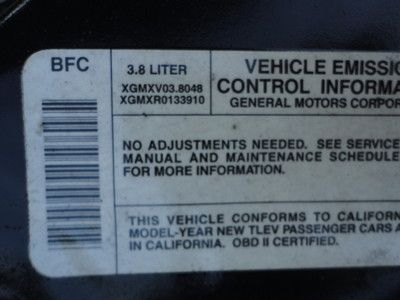 BFC
3.8 LITER
XGMXV03.8048
XGMXR0133910
VEHICLE EMISSIO
CONTROL INFORMA
GENERAL MOTORS CORPOR
NO ADJUSTMENTS NEEDED. SEE SERVICE
MANUAL AND MAINTENANCE SCHEDULE
FOR MORE INFORMATION.
THIS VEHICLE CONFORMS TO CALIFOR
MODEL-YEAR NEW TLEV PASSENGER CARS A
IN CALIFORNIA. OBD II CERTIFIED.